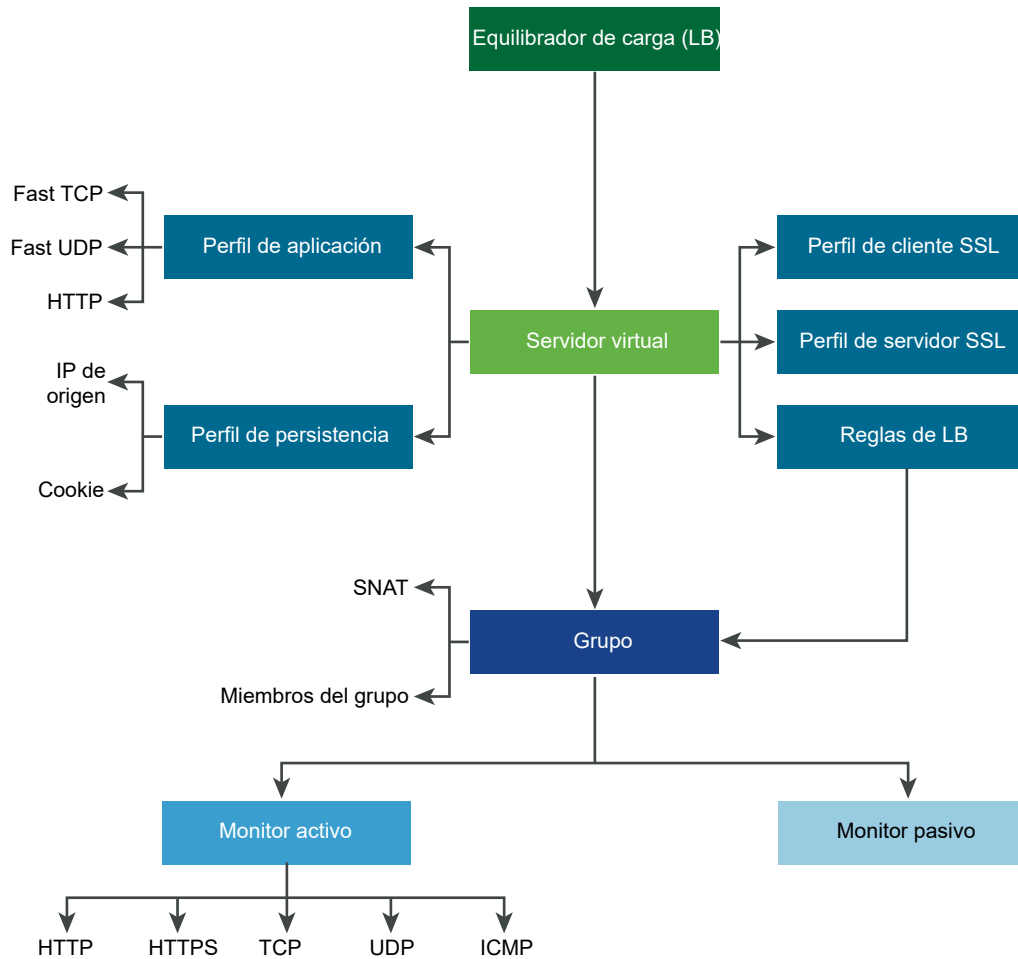 Equilibrador de carga (LB)
Fast TCP
Fast UDP
HTTP
Perfil de aplicación
Perfil de cliente SSL
Servidor virtual
Perfil de servidor SSL
IP de
origen
Cookie
Perfil de persistencia
Reglas de LB
SNAT
Grupo
Miembros del grupo
Monitor activo
Monitor pasivo
HTTP
HTTPS
TCP
UDP
ICMP